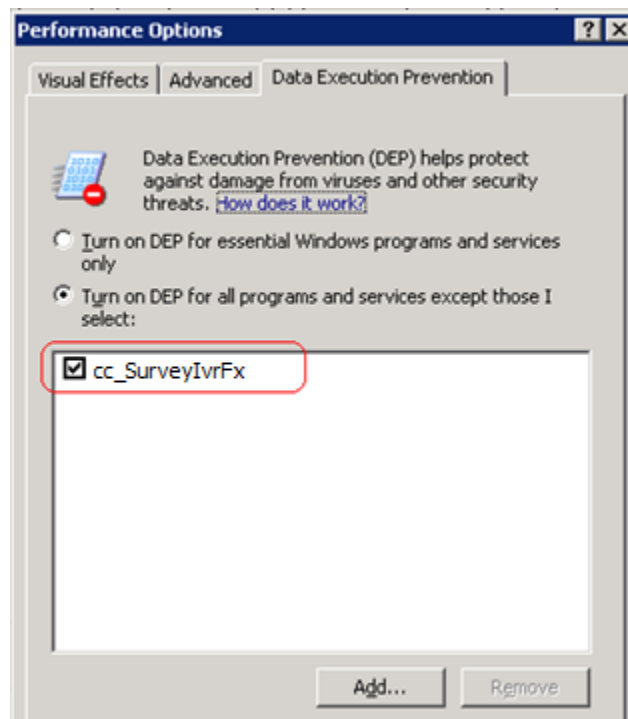 Performance Options
Visual Effects Advanced Data Execution Prevention
Data Execution Prevention (DEP) helps protect
against damage from viruses and other security
threats. How does it work?
Turn on DEP for essential Windows programs and services
only
Turn on DEP for all programs and services except those I
select:
cc_SurveyIvrFx
Add... Remove